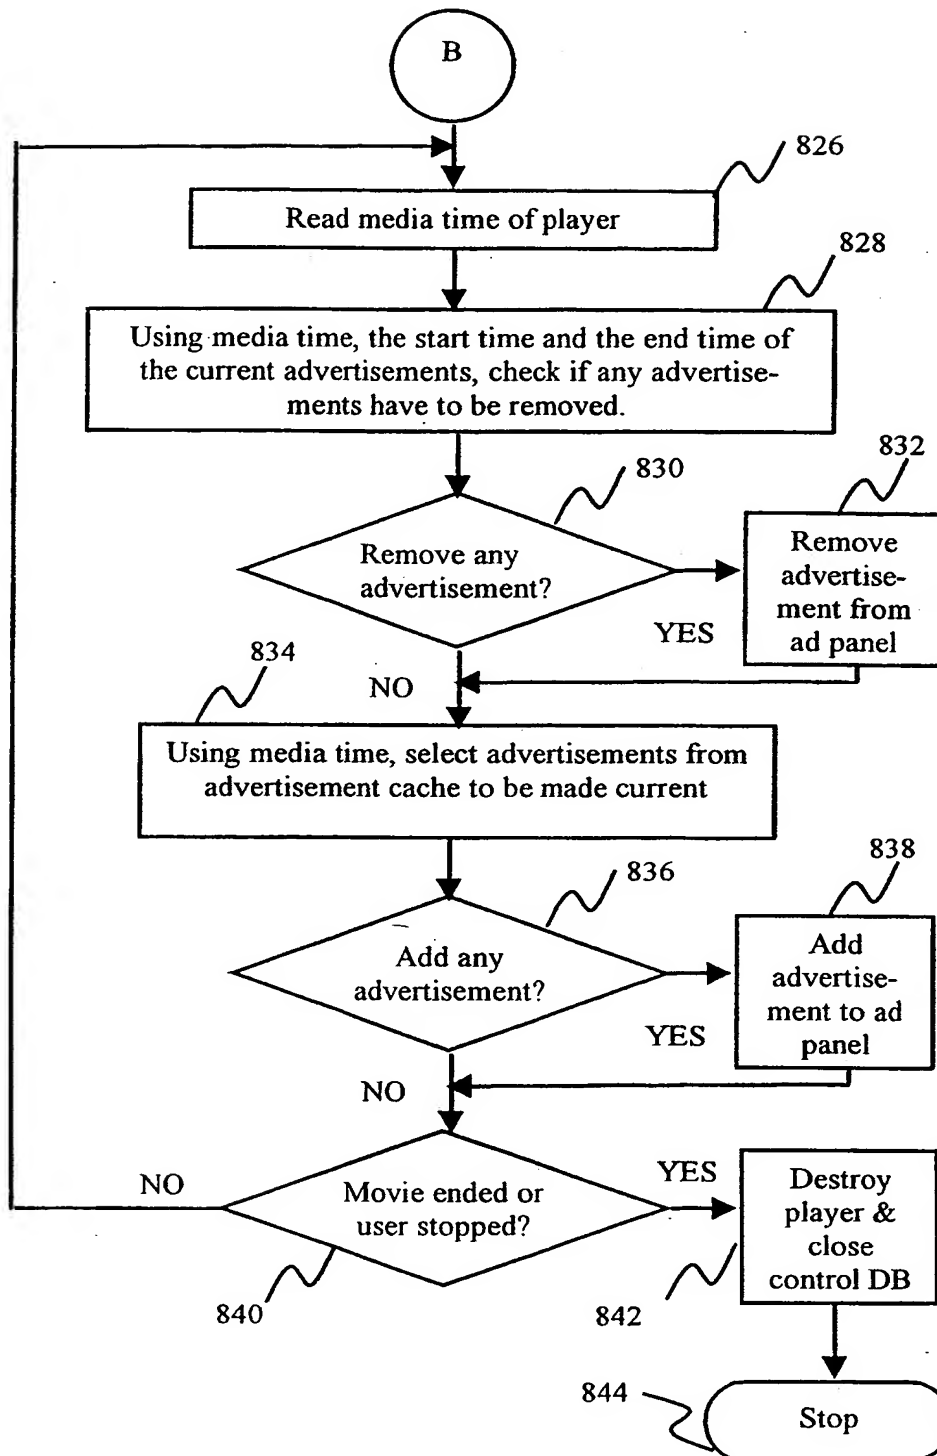 B
826
Read media time of player
828
Using media time, the start time and the end time of
the current advertisements, check if any advertise-
ments have to be removed.
830
832
Remove any
advertisement?
YES
Remove
advertise-
ment from
ad panel
834
NO
Using media time, select advertisements from
advertisement cache to be made current
836
838
Add any
advertisement?
YES
Add
advertise-
ment to ad
panel
NO
NO
Movie ended or
user stopped?
YES
Destroy
player &
close
control DB
840
842
844
Stop